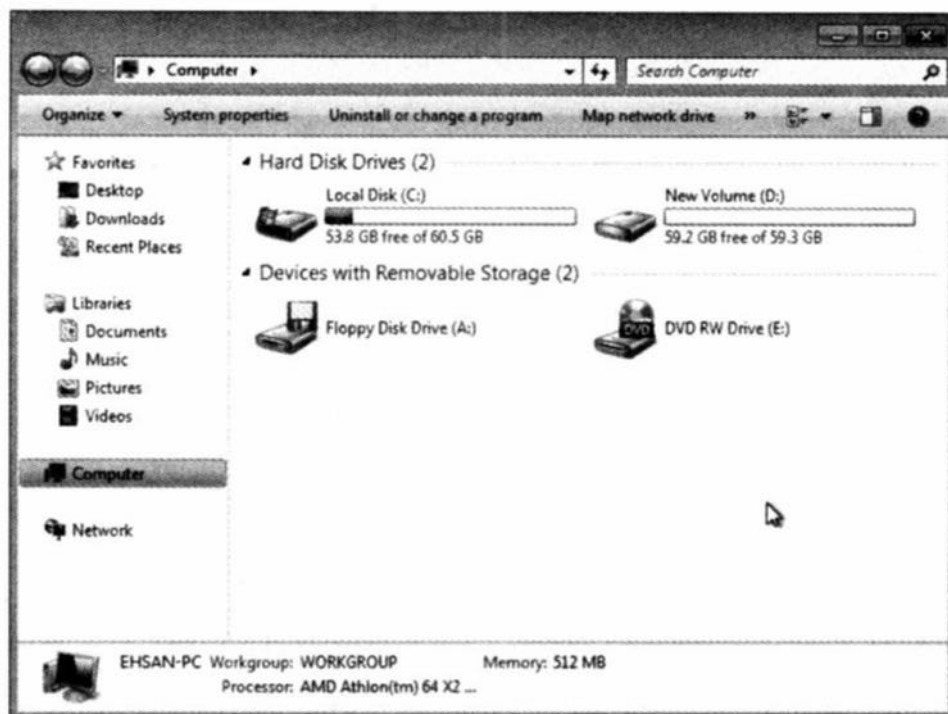 Computer
Search Computer
Organize System properties Uninstall or change a program Map network drive »
Favorites
Desktop
Downloads
Recent Places
Libraries
Documents
Music
Pictures
Videos
Computer
Network
Hard Disk Drives (2)
Local Disk (C:)
53.8 GB free of 60.5 GB
New Volume (D:)
59.2 GB free of 59.3 GB
Devices with Removable Storage (2)
Floppy Disk Drive (A:)
DVD
DVD RW Drive (E:)
EHSAN-PC Workgroup: WORKGROUP Memory: 512 MB
Processor: AMD Athlon(tm) 64 X2 ...